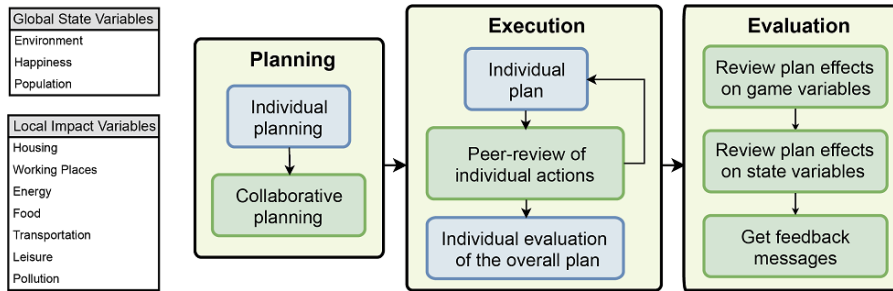 Global State Variables
Environment
Happiness
Population
Local Impact Variables
Housing
Working Places
Energy
Food
Transportation
Leisure
Pollution
Planning
Individual
planning
Collaborative
planning
Execution
Individual
plan
Peer-review of
individual actions
Individual evaluation
of the overall plan
Evaluation
Review plan effects
on game variables
Review plan effects
on state variables
Get feedback
messages